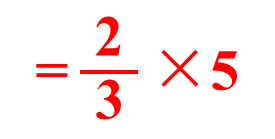 = 2/3 × 5